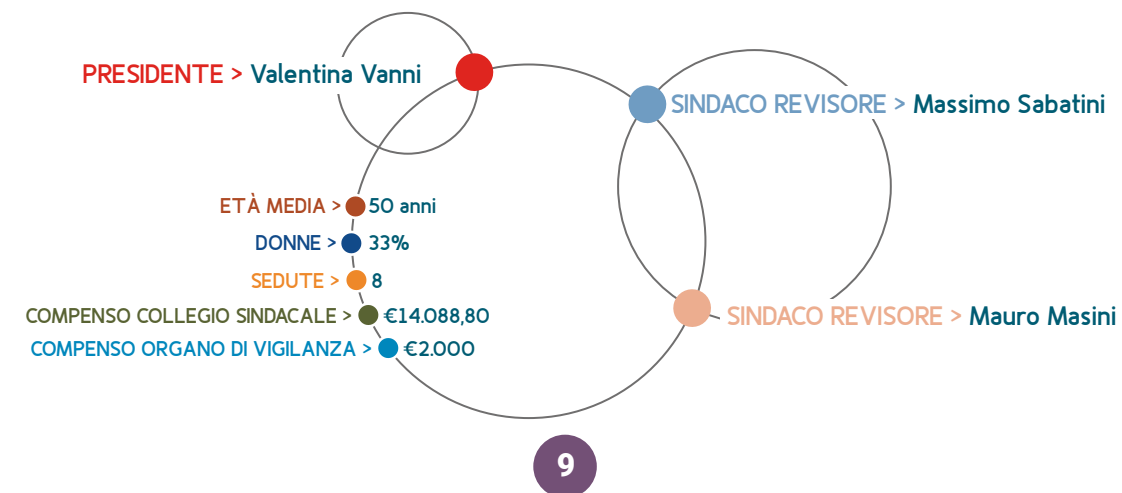 PRESIDENTE > Valentina Vanni
SINDACO REVISORE > Massimo Sabatini
ETÀ MEDIA > 50 anni
DONNE > 33%
SEDUTE > 8
COMPENSO COLLEGIO SINDACALE > €14.088,80
SINDACO REVISORE > Mauro Masini
COMPENSO ORGANO DI VIGILANZA > €2.000
9